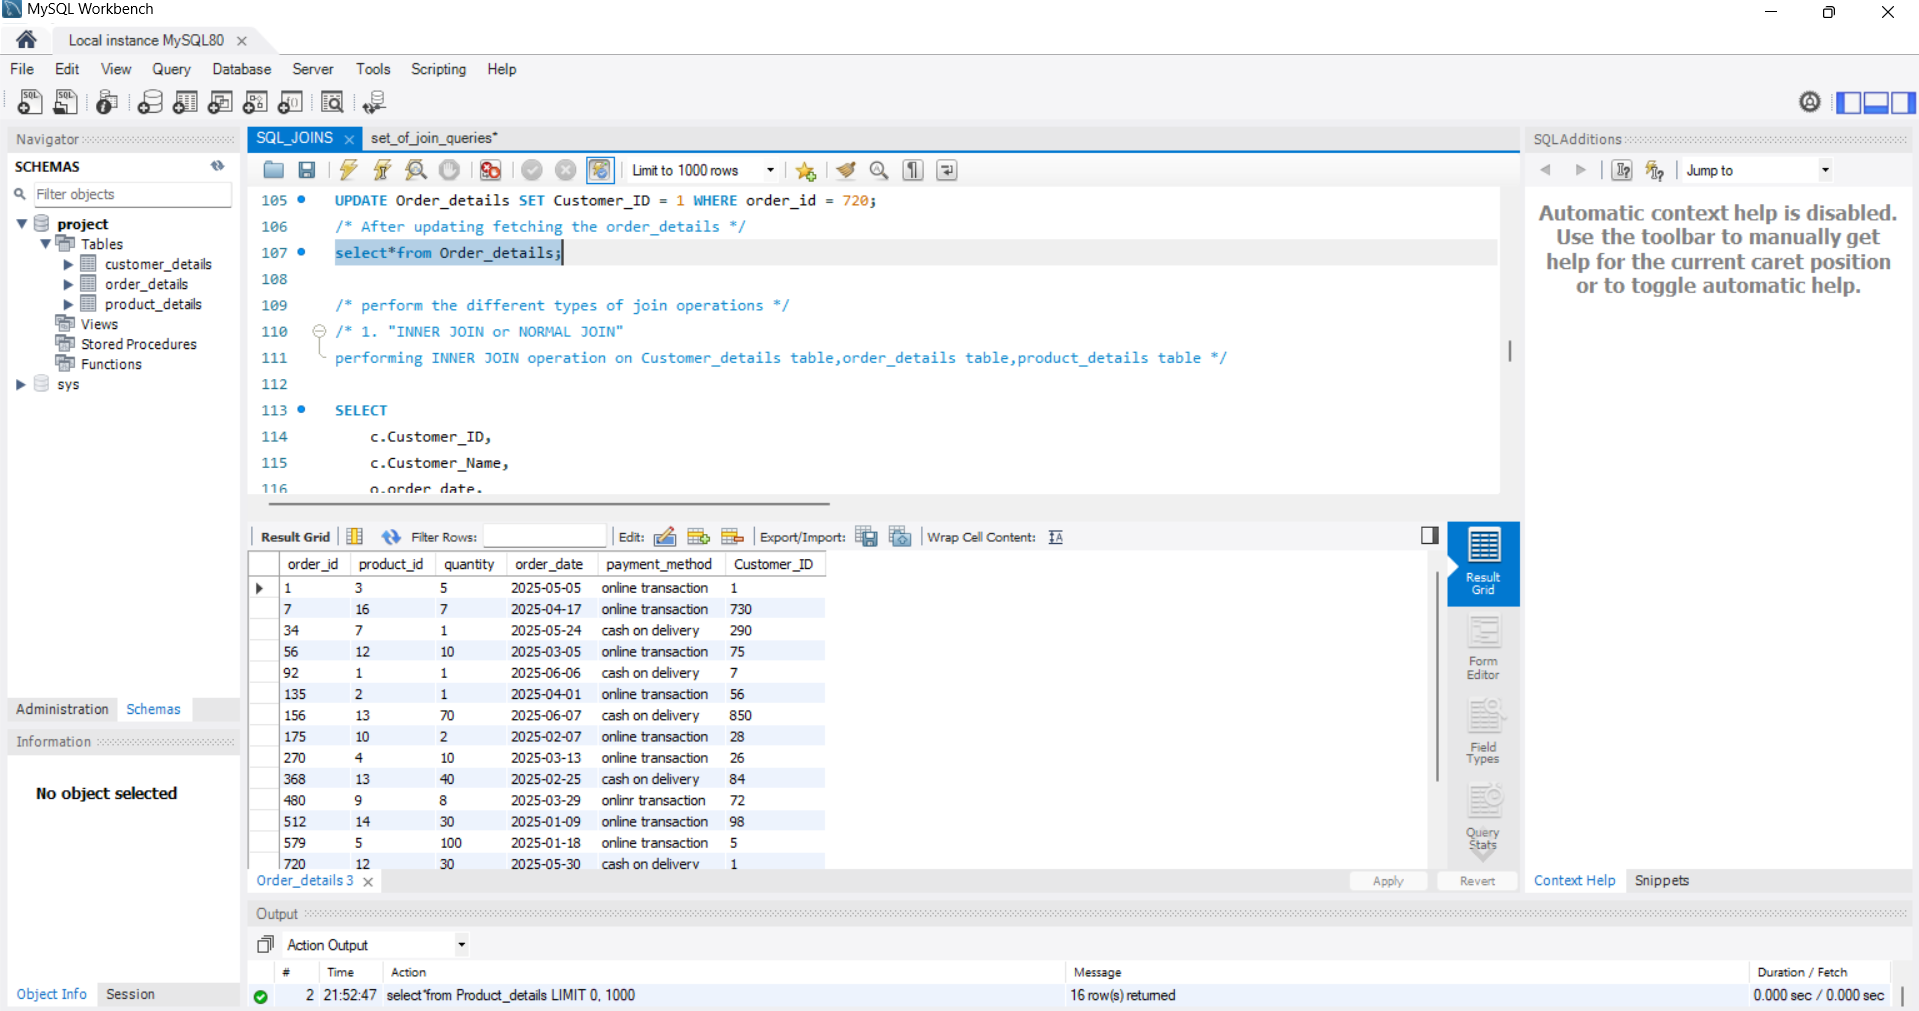 MySQL Workbench
Local instance MySQL80
File Edit View Query Database Server Tools Scripting Help
Navigator
SCHEMAS
Filter objects
project
Tables
customer_details
order_details
product_details
Views
Stored Procedures
Functions
sys
Administration Schemas
Information
No object selected
Object Info Session
SQL_JOINS set_of_join_queries*
Limit to 1000 rows
105 UPDATE Order_details SET Customer_ID = 1 WHERE order_id = 720;
106 /* After updating fetching the order_details */
107 select*from Order_details;
108
109 /* perform the different types of join operations */
110 /* 1. "INNER JOIN or NORMAL JOIN"
111 performing INNER JOIN operation on Customer_details table,order_details table,product_details table */
112
113 SELECT
114 c.Customer_ID,
115 c.Customer_Name,
116 o.order_date,
Result Grid Filter Rows: Edit: Export/Import: Wrap Cell Content:
order_id product_id quantity order_date payment_method Customer_ID
1 3 5 2025-05-05 online transaction 1
7 16 7 2025-04-17 online transaction 730
34 7 1 2025-05-24 cash on delivery 290
56 12 10 2025-03-05 online transaction 75
92 1 1 2025-06-06 cash on delivery 7
135 2 1 2025-04-01 online transaction 56
156 13 70 2025-06-07 cash on delivery 850
175 10 2 2025-02-07 online transaction 28
270 4 10 2025-03-13 online transaction 26
368 13 40 2025-02-25 cash on delivery 84
480 9 8 2025-03-29 onlinr transaction 72
512 14 30 2025-01-09 online transaction 98
579 5 100 2025-01-18 online transaction 5
720 12 30 2025-05-30 cash on delivery 1
Result
Grid
Form
Editor
Field
Types
Query
Stats
Order_details 3
Apply Revert
SQLAdditions
Jump to
Automatic context help is disabled.
Use the toolbar to manually get
help for the current caret position
or to toggle automatic help.
Context Help Snippets
Output
Action Output
# Time Action Message Duration / Fetch
2 21:52:47 select*from Product_details LIMIT 0, 1000 16 row(s) returned 0.000 sec / 0.000 sec